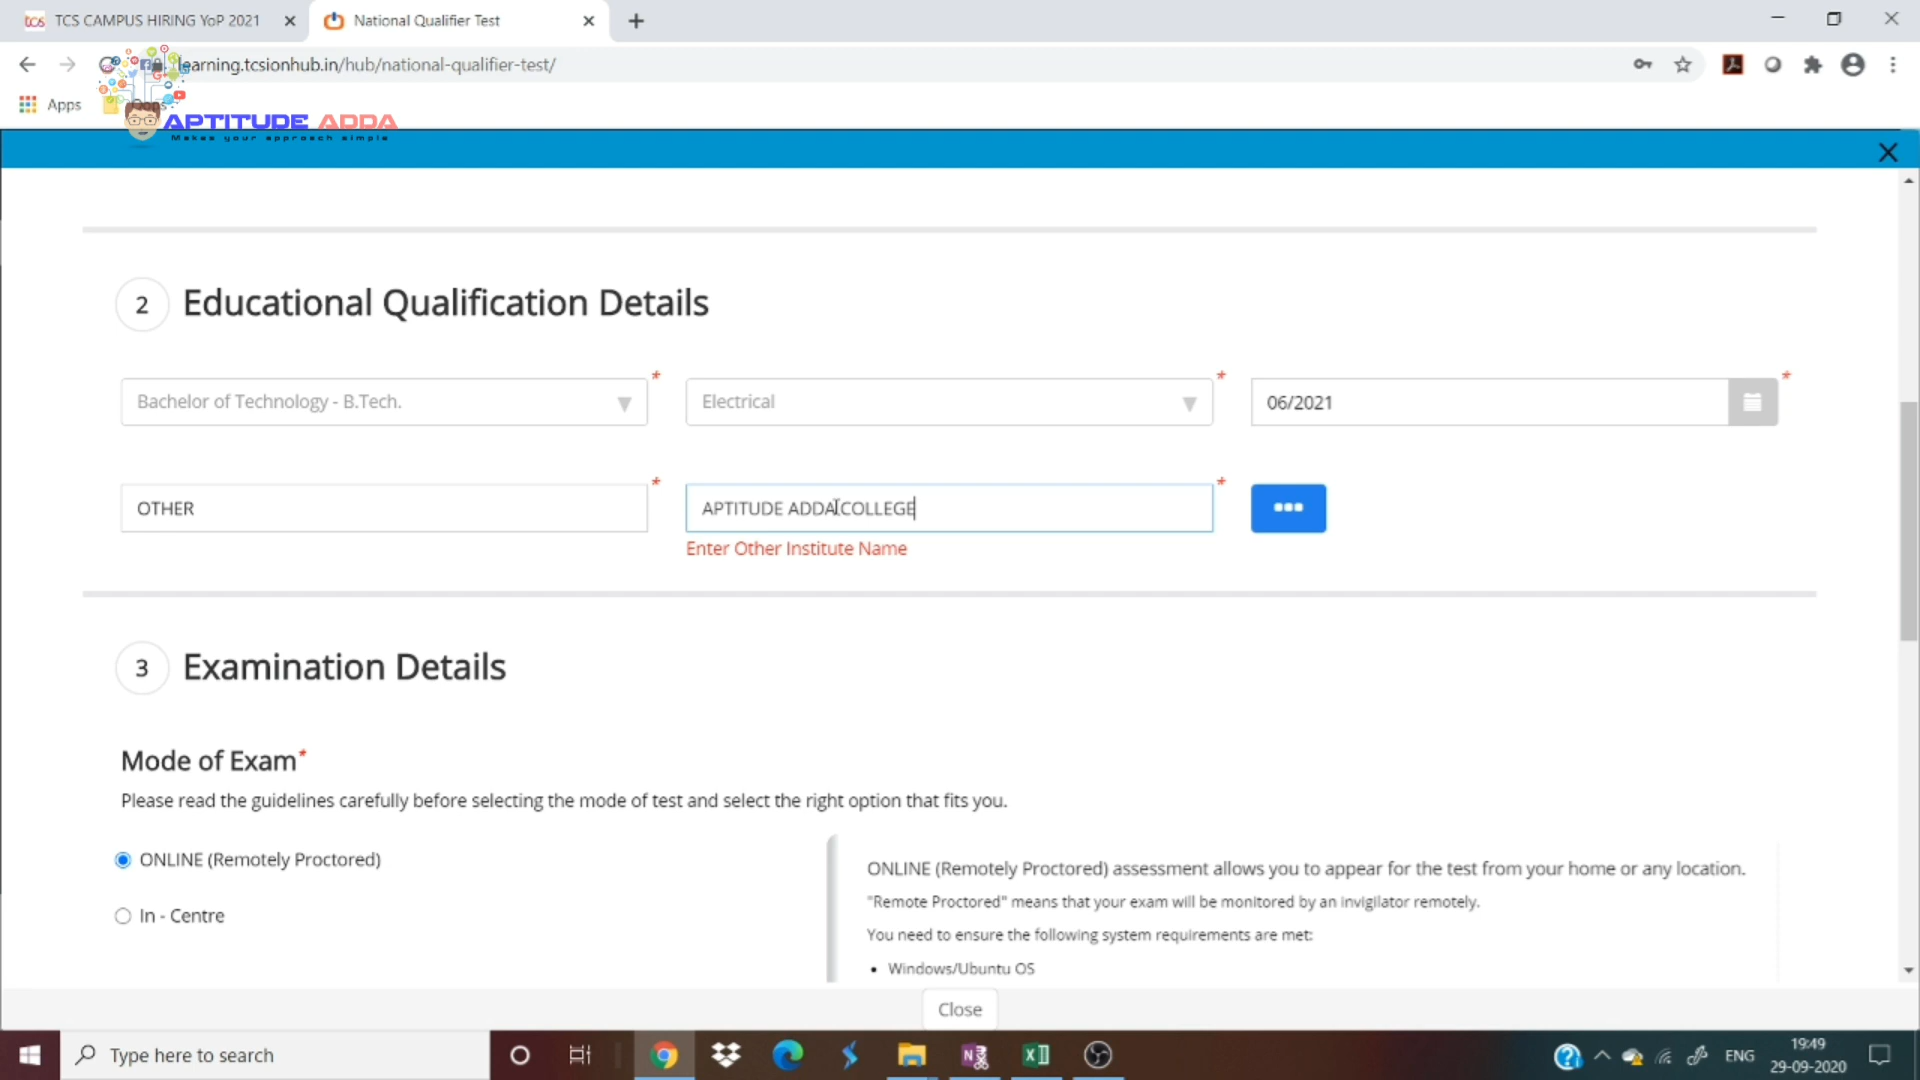 tcs TCS CAMPUS HIRING YoP 2021
National Qualifier Test
learning.tcsionhub.in/hub/national-qualifier-test/
Apps
APTITUDE ADDA
Makes your approach simple
2 Educational Qualification Details
Bachelor of Technology - B.Tech. *
Electrical *
06/2021 *
OTHER *
APTITUDE ADDA COLLEGE *
Enter Other Institute Name
3 Examination Details
Mode of Exam*
Please read the guidelines carefully before selecting the mode of test and select the right option that fits you.
ONLINE (Remotely Proctored)
In - Centre
ONLINE (Remotely Proctored) assessment allows you to appear for the test from your home or any location.
"Remote Proctored" means that your exam will be monitored by an invigilator remotely.
You need to ensure the following system requirements are met:
• Windows/Ubuntu OS
Close
Type here to search
ENG
19:49
29-09-2020